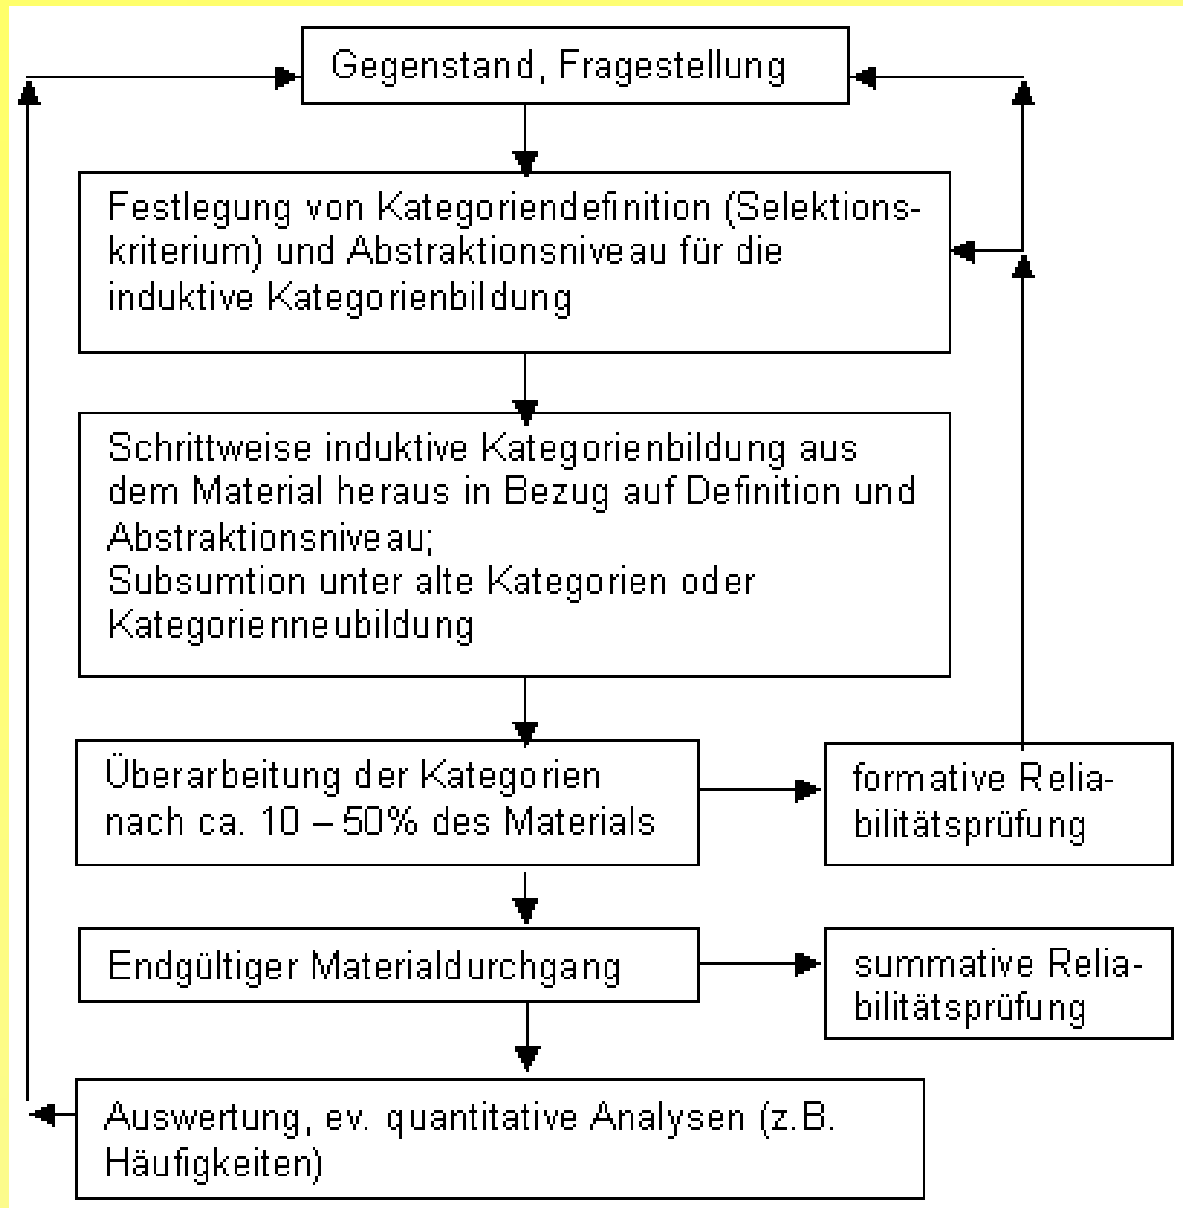 Gegenstand, Fragestellung
Festlegung von Kategoriendefinition (Selektions-
kriterium) und Abstraktionsniveau für die
induktive Kategorienbildung
Schrittweise induktive Kategorienbildung aus
dem Material heraus in Bezug auf Definition und
Abstraktionsniveau;
Subsumtion unter alte Kategorien oder
Kategorienneubildung
Überarbeitung der Kategorien
nach ca. 10 – 50% des Materials
formative Relia-
bilitätsprüfung
Endgültiger Materialdurchgang
summative Relia-
bilitätsprüfung
Auswertung, ev. quantitative Analysen (z.B.
Häufigkeiten)